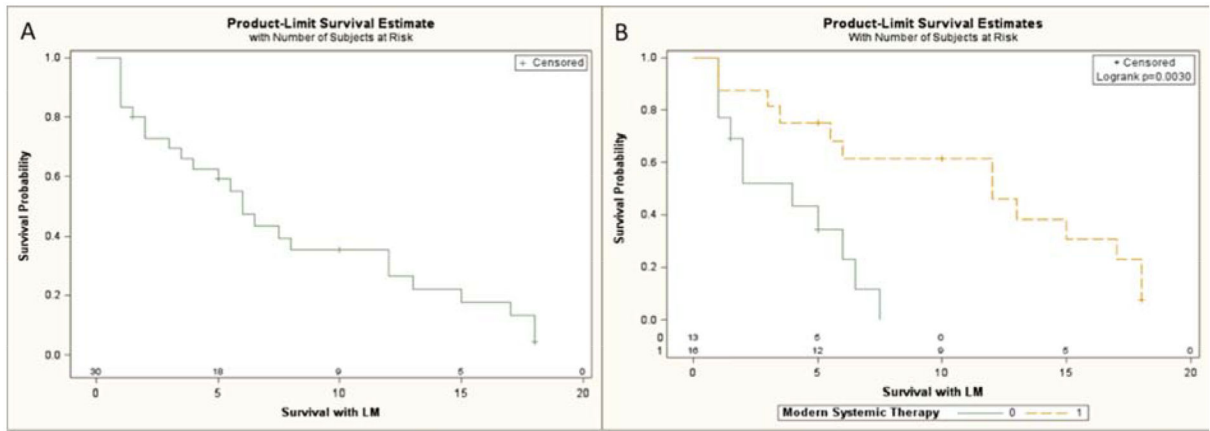 A
Product-Limit Survival Estimate
with Number of Subjects at Risk
+ Censored
1.0
0.8
0.6
0.4
0.2
0.0
Survival Probability
30 18 9 5 0
0 5 10 15 20
Survival with LM
B
Product-Limit Survival Estimates
With Number of Subjects at Risk
+ Censored
Logrank p=0.0030
1.0
0.8
0.6
0.4
0.2
0.0
Survival Probability
0 13 5 0
1 16 12 9 5 0
0 5 10 15 20
Survival with LM
Modern Systemic Therapy 0 1